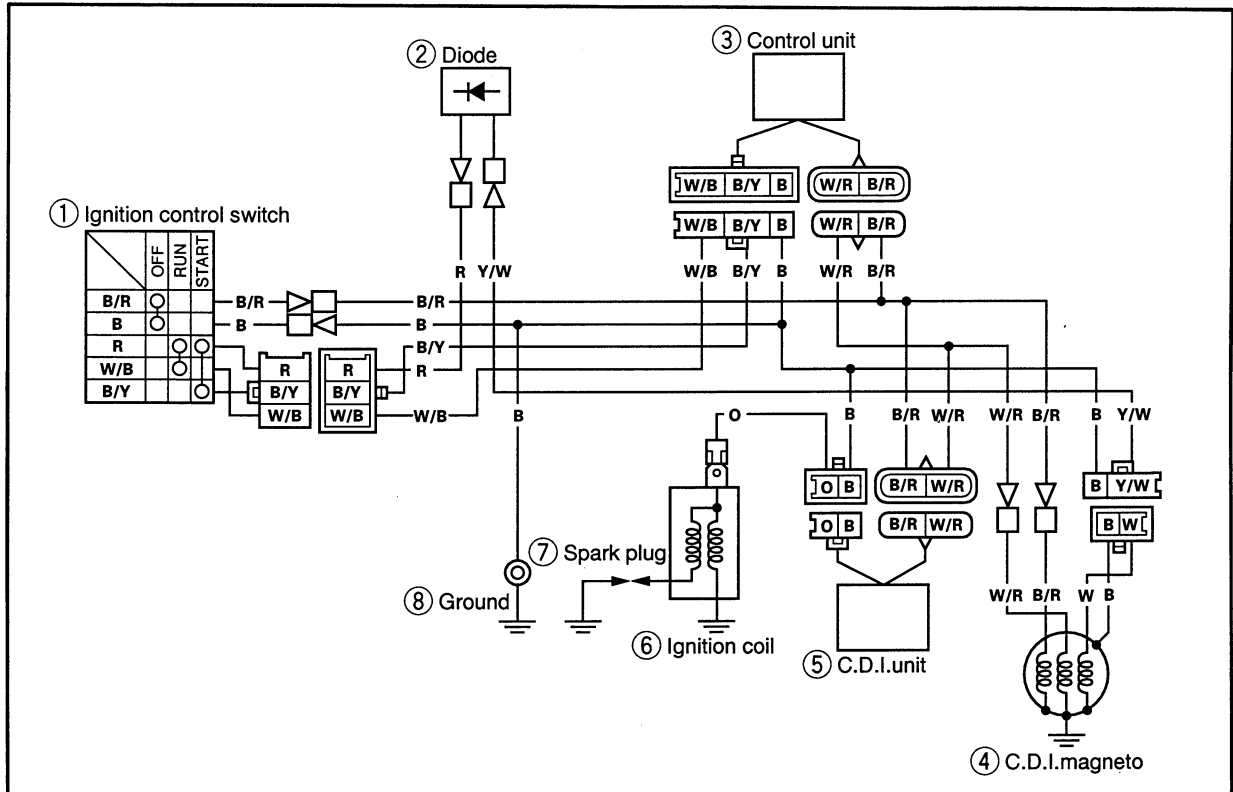 ③ Control unit
② Diode
W/B B/Y B W/R B/R
① Ignition control switch
OFF RUN START
W/B B/Y B W/R B/R
R Y/W W/B B/Y B W/R B/R
B/R B/R B/R
B B B
R B/Y
R R R
W/B B/Y B/Y
B/Y W/B W/B W/B B O B B/R W/R W/R B/R B Y/W
O B B/R W/R B Y/W
O B B/R W/R B W
⑦ Spark plug
⑧ Ground W/R B/R W B
⑥ Ignition coil
⑤ C.D.I.unit
④ C.D.I.magneto